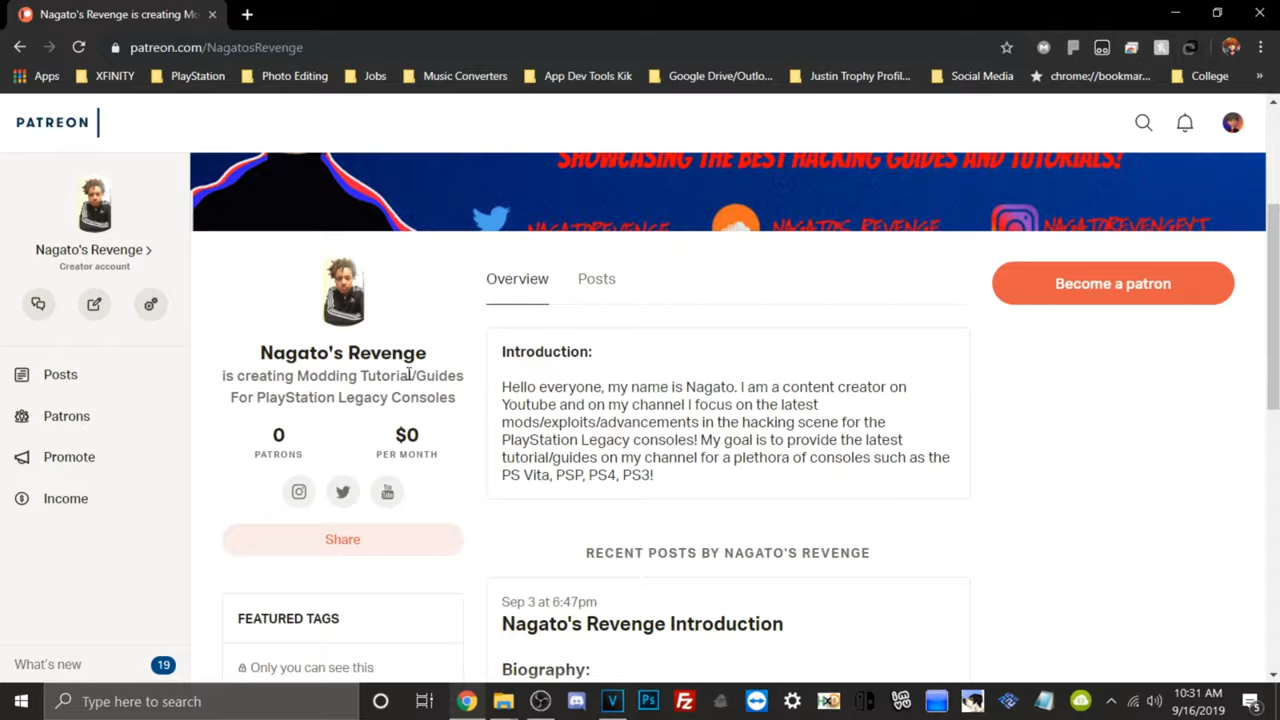 Nagato's Revenge is creating Mo
patreon.com/NagatosRevenge
Apps XFINITY PlayStation Photo Editing Jobs Music Converters App Dev Tools Kik Google Drive/Outlo... Justin Trophy Profil... Social Media chrome://bookmar... College »
PATREON
SHOWCASING THE BEST HACKING GUIDES AND TUTORIALS!
NAGATOREVENGE NAGATOS_REVENGE NAGATOREVENGEYT
Nagato's Revenge >
Creator account
Posts
Patrons
Promote
Income
What's new 19
Nagato's Revenge
is creating Modding Tutorial/Guides
For PlayStation Legacy Consoles
0 $0
PATRONS PER MONTH
Share
FEATURED TAGS
Only you can see this
Overview Posts
Introduction:
Hello everyone, my name is Nagato. I am a content creator on
Youtube and on my channel I focus on the latest
mods/exploits/advancements in the hacking scene for the
PlayStation Legacy consoles! My goal is to provide the latest
tutorial/guides on my channel for a plethora of consoles such as the
PS Vita, PSP, PS4, PS3!
RECENT POSTS BY NAGATO'S REVENGE
Sep 3 at 6:47pm
Nagato's Revenge Introduction
Biography:
Become a patron
Type here to search
10:31 AM
9/16/2019